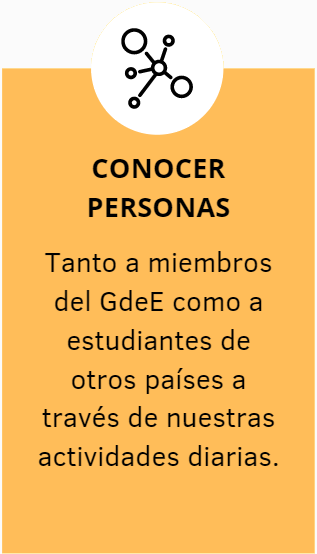 CONOCER
PERSONAS
Tanto a miembros
del GdeE como a
estudiantes de
otros países a
través de nuestras
actividades diarias.